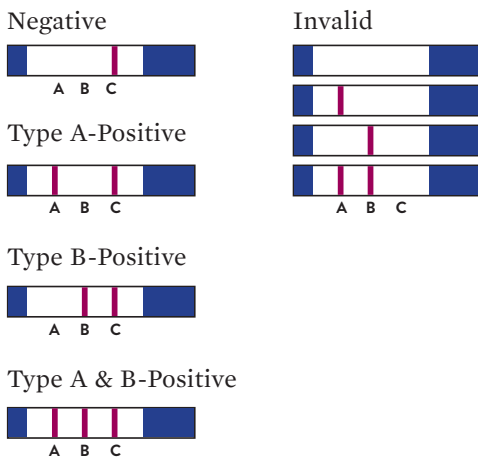 Negative
A B C
Type A-Positive
A B C
Type B-Positive
A B C
Type A & B-Positive
A B C
Invalid
A B C